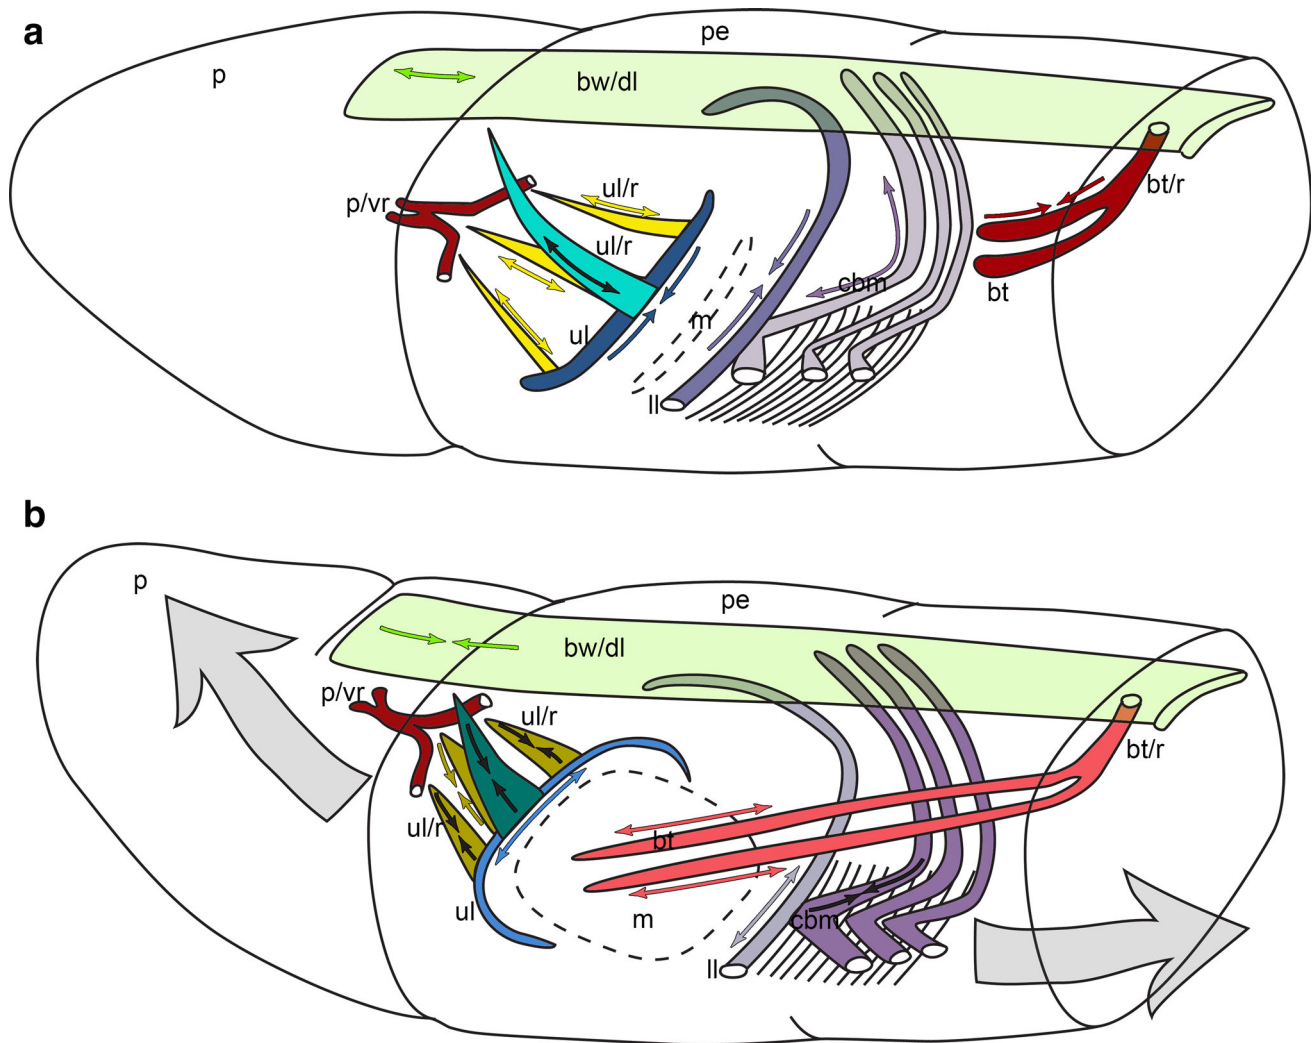 a
pe
p
bw/dl
ul/r
p/vr
bt/r
ul/r
cbm
bt
m
ul
ll
b
p
pe
bw/dl
p/vr
ul/r
bt/r
ul/r
bt
ul
m
cbm
ll